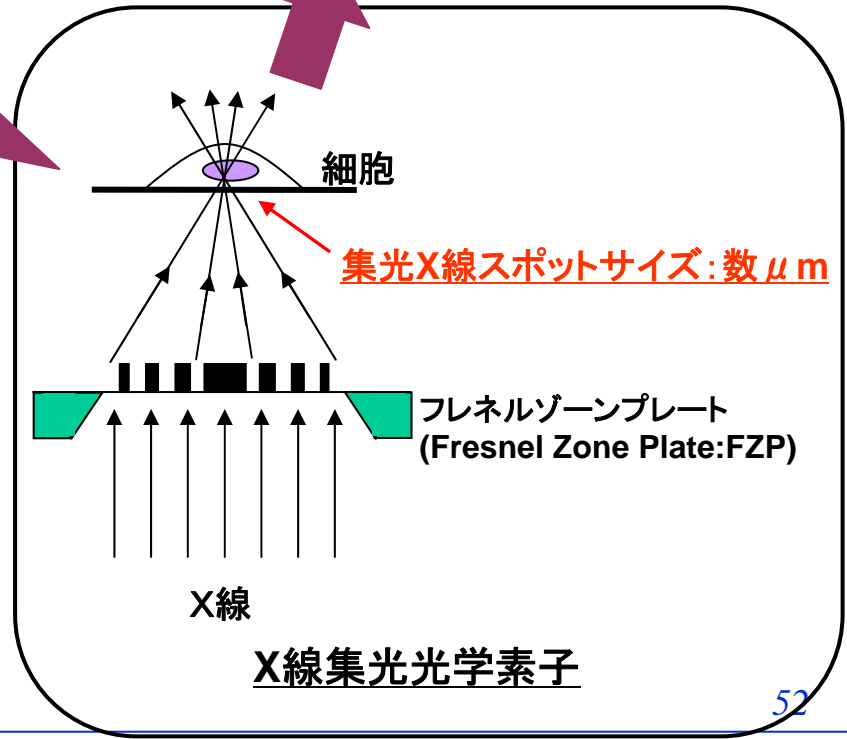 細胞
集光X線スポットサイズ：数μm
フレネルゾーンプレート
(Fresnel Zone Plate:FZP)
X線
X線集光光学素子
52